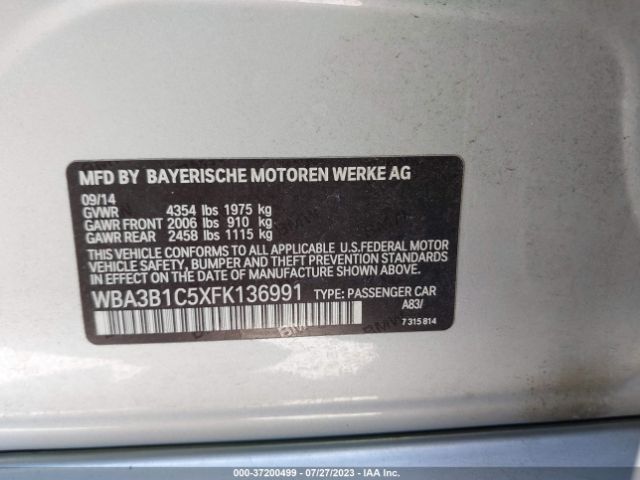 MFD BY BAYERISCHE MOTOREN WERKE AG
09/14
GVWR 4354 lbs 1975 kg
GAWR FRONT 2006 lbs 910 kg
GAWR REAR 2458 lbs 1115 kg
THIS VEHICLE CONFORMS TO ALL APPLICABLE U.S.FEDERAL MOTOR
VEHICLE SAFETY, BUMPER AND THEFT PREVENTION STANDARDS
IN EFFECT ON THE DATE OF MANUFACTURE SHOWN ABOVE.
WBA3B1C5XFK136991 TYPE: PASSENGER CAR
A83/
7 315 814
000-37200499 // 07/27/2023 // IAA Inc.